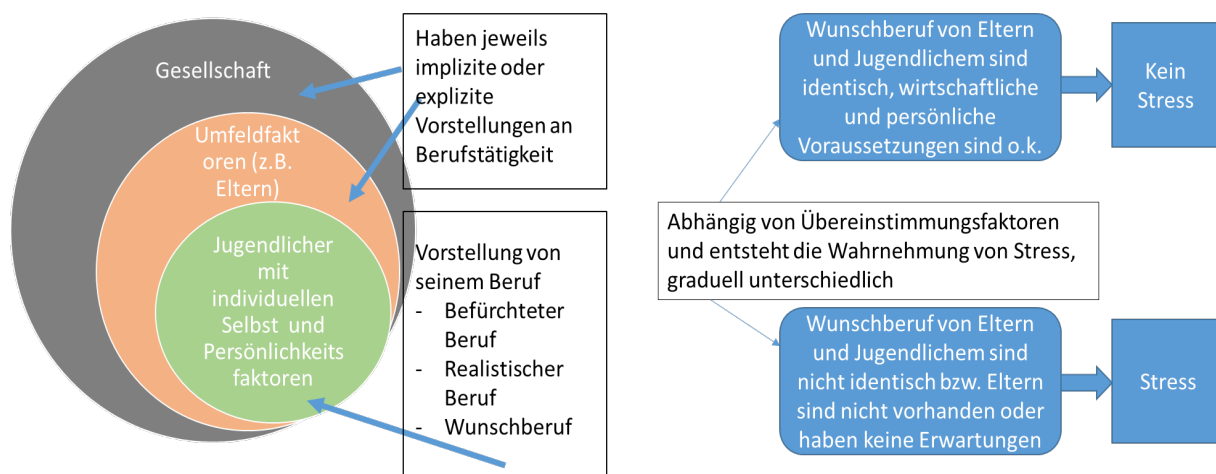 Gesellschaft
Umfeldfakt
oren (z.B.
Eltern)
Jugendlicher
mit
individuellen
Selbst und
Persönlichkeits
faktoren
Haben jeweils
implizite oder
explizite
Vorstellungen an
Berufstätigkeit
Vorstellung von
seinem Beruf
- Befürchteter
Beruf
- Realistischer
Beruf
- Wunschberuf
Wunschberuf von Eltern
und Jugendlichem sind
identisch, wirtschaftliche
und persönliche
Voraussetzungen sind o.k.
Kein
Stress
Abhängig von Übereinstimmungsfaktoren
und entsteht die Wahrnehmung von Stress,
graduell unterschiedlich
Wunschberuf von Eltern
und Jugendlichem sind
nicht identisch bzw. Eltern
sind nicht vorhanden oder
haben keine Erwartungen
Stress